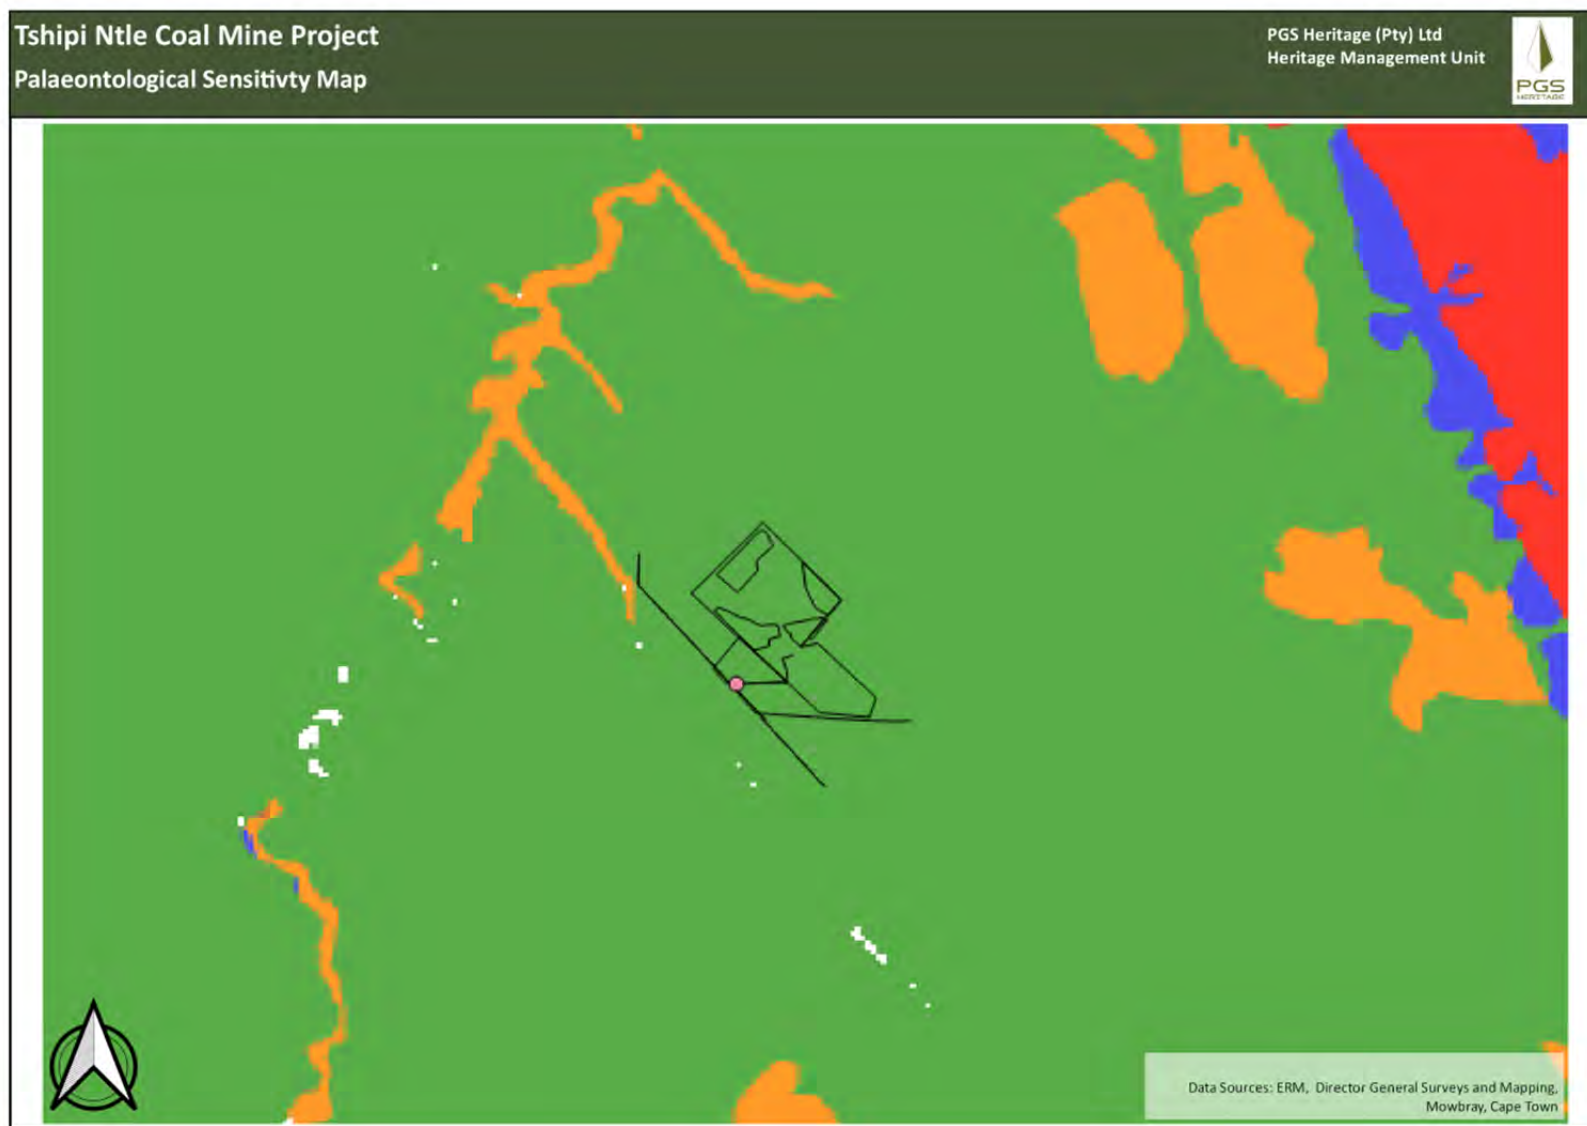 Tshipi Ntle Coal Mine Project
Palaeontological Sensitivty Map
PGS Heritage (Pty) Ltd
Heritage Management Unit
PGS
HERITAGE
Data Sources: ERM, Director General Surveys and Mapping,
Mowbray, Cape Town